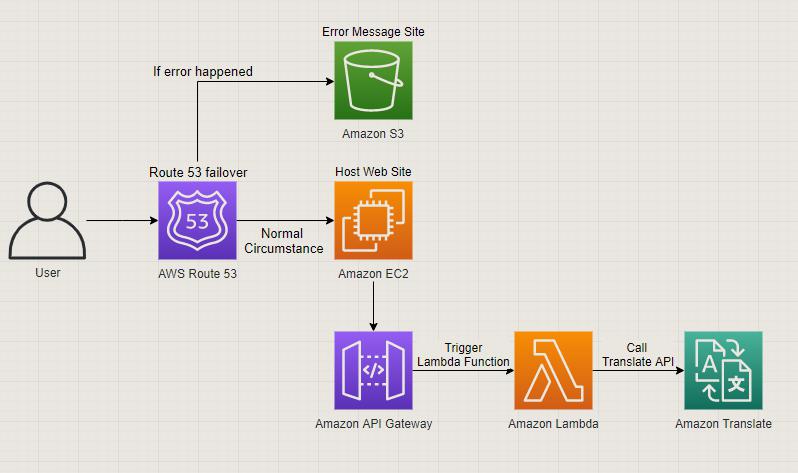 Error Message Site
If error happened
Amazon S3
Route 53 failover
Host Web Site
53
Normal
Circumstance
User
AWS Route 53
Amazon EC2
Trigger
Lambda Function
Call
Translate API
</>
A
文
Amazon API Gateway
Amazon Lambda
Amazon Translate